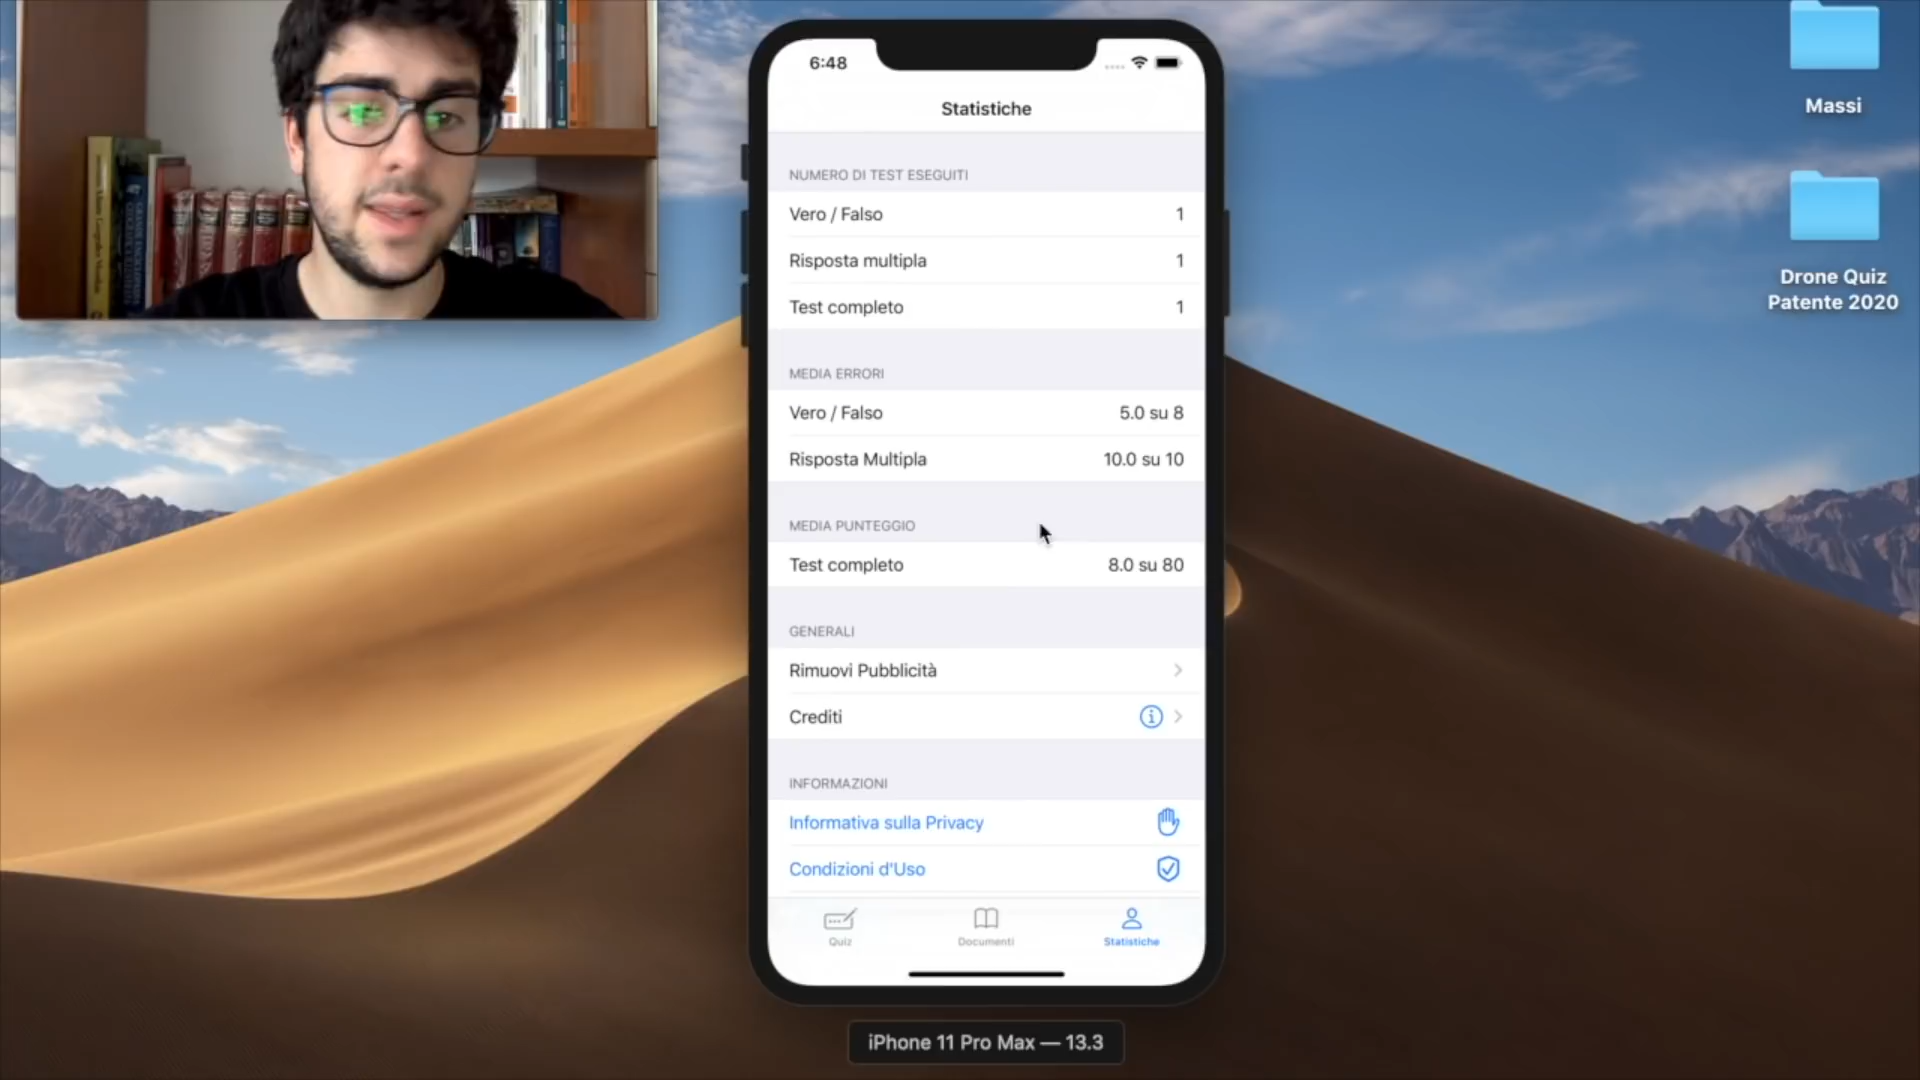 6:48
Statistiche
NUMERO DI TEST ESEGUITI
Vero / Falso 1
Risposta multipla 1
Test completo 1
MEDIA ERRORI
Vero / Falso 5.0 su 8
Risposta Multipla 10.0 su 10
MEDIA PUNTEGGIO
Test completo 8.0 su 80
GENERALI
Rimuovi Pubblicità
Crediti
INFORMAZIONI
Informativa sulla Privacy
Condizioni d'Uso
Quiz Documenti Statistiche
iPhone 11 Pro Max — 13.3
Massi
Drone Quiz
Patente 2020